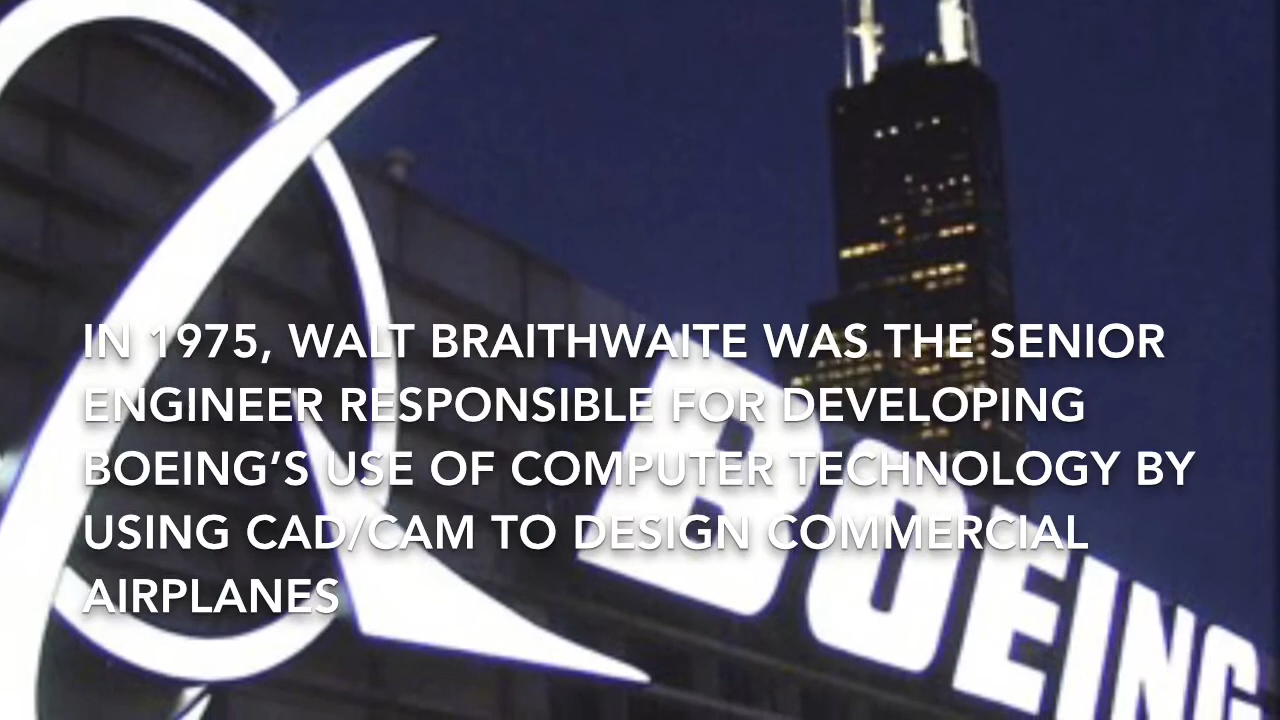 IN 1975, WALT BRAITHWAITE WAS THE SENIOR
ENGINEER RESPONSIBLE FOR DEVELOPING
BOEING’S USE OF COMPUTER TECHNOLOGY BY
USING CAD/CAM TO DESIGN COMMERCIAL
AIRPLANES
BOEING